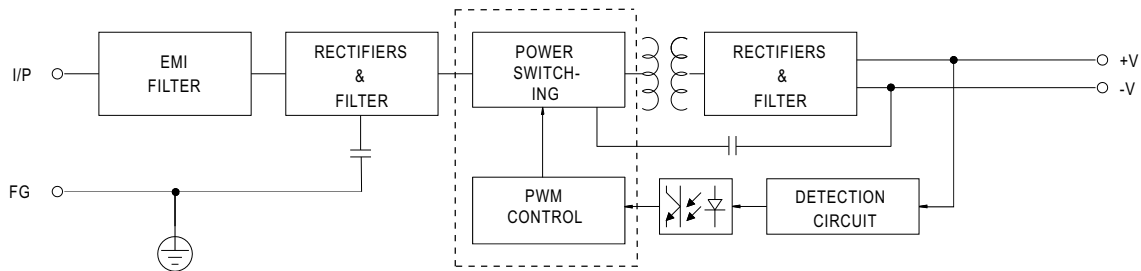 I/P
EMI
FILTER
RECTIFIERS
&
FILTER
POWER
SWITCH-
ING
RECTIFIERS
&
FILTER
+V
-V
FG
PWM
CONTROL
DETECTION
CIRCUIT